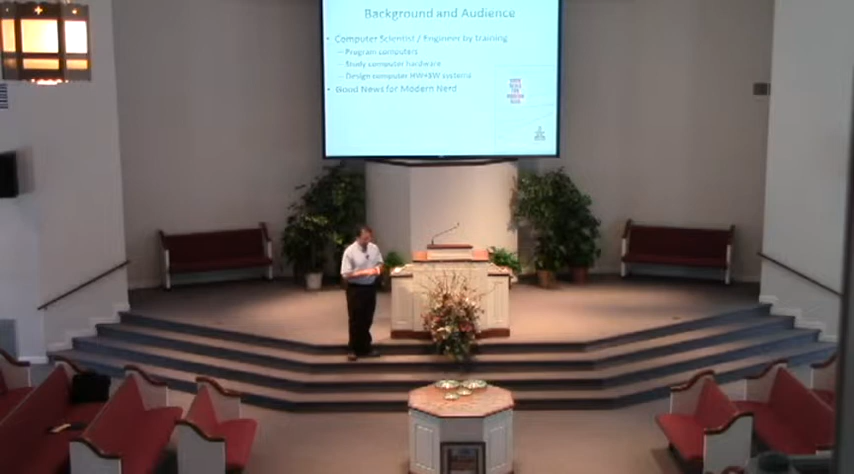 Background and Audience
• Computer Scientist / Engineer by training
– Program computers
– Study computer hardware
– Design computer HW+SW systems
• Good News for Modern Nerd